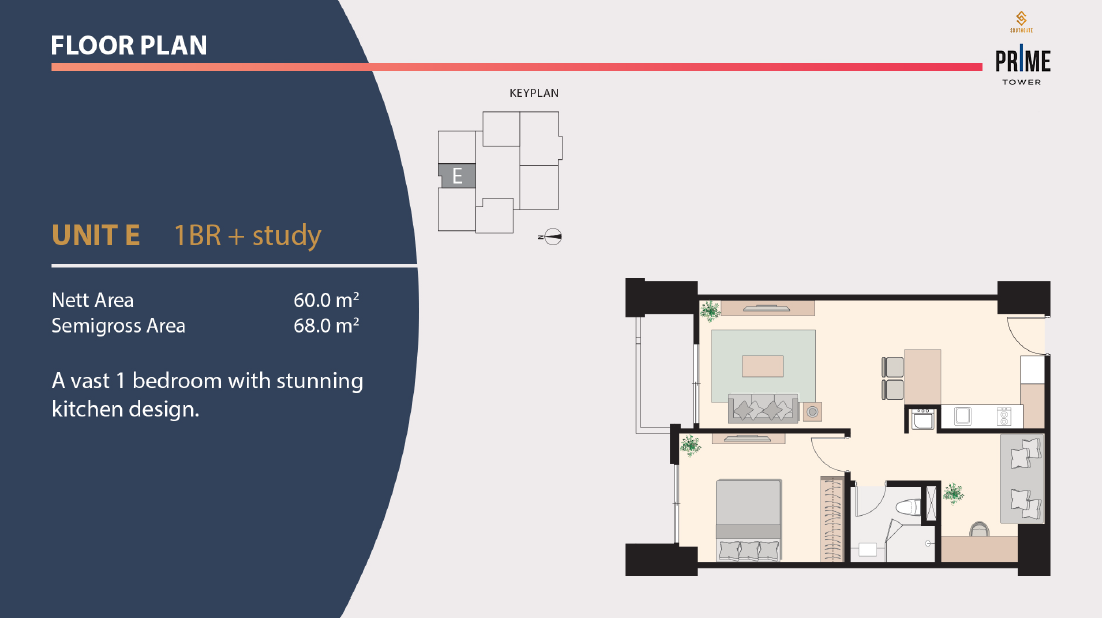 FLOOR PLAN
SOUTHGATE
PRIME
TOWER
KEYPLAN
E
N
UNIT E 1BR + study
Nett Area 60.0 m²
Semigross Area 68.0 m²
A vast 1 bedroom with stunning
kitchen design.